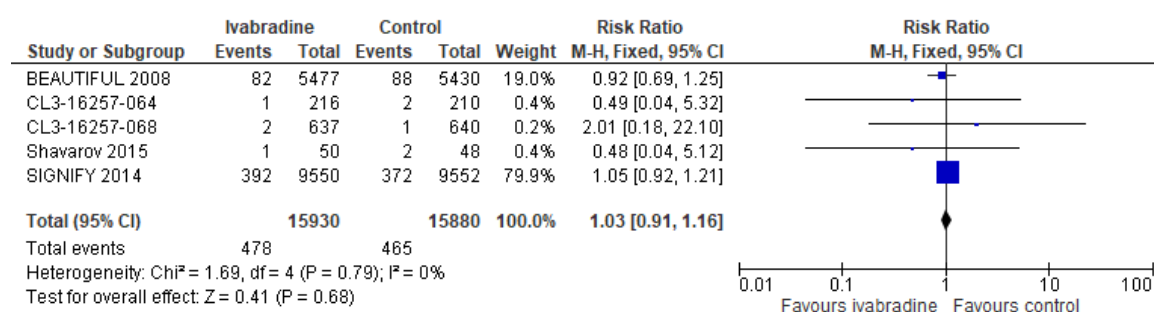 Ivabradine Control Risk Ratio Risk Ratio
Study or Subgroup Events Total Events Total Weight M-H, Fixed, 95% CI M-H, Fixed, 95% CI
BEAUTIFUL 2008 82 5477 88 5430 19.0% 0.92 [0.69, 1.25]
CL3-16257-064 1 216 2 210 0.4% 0.49 [0.04, 5.32]
CL3-16257-068 2 637 1 640 0.2% 2.01 [0.18, 22.10]
Shavarov 2015 1 50 2 48 0.4% 0.48 [0.04, 5.12]
SIGNIFY 2014 392 9550 372 9552 79.9% 1.05 [0.92, 1.21]
Total (95% CI) 15930 15880 100.0% 1.03 [0.91, 1.16]
Total events 478 465
Heterogeneity: Chi² = 1.69, df = 4 (P = 0.79); I² = 0%
Test for overall effect: Z = 0.41 (P = 0.68)
0.01 0.1 1 10 100
Favours ivabradine Favours control